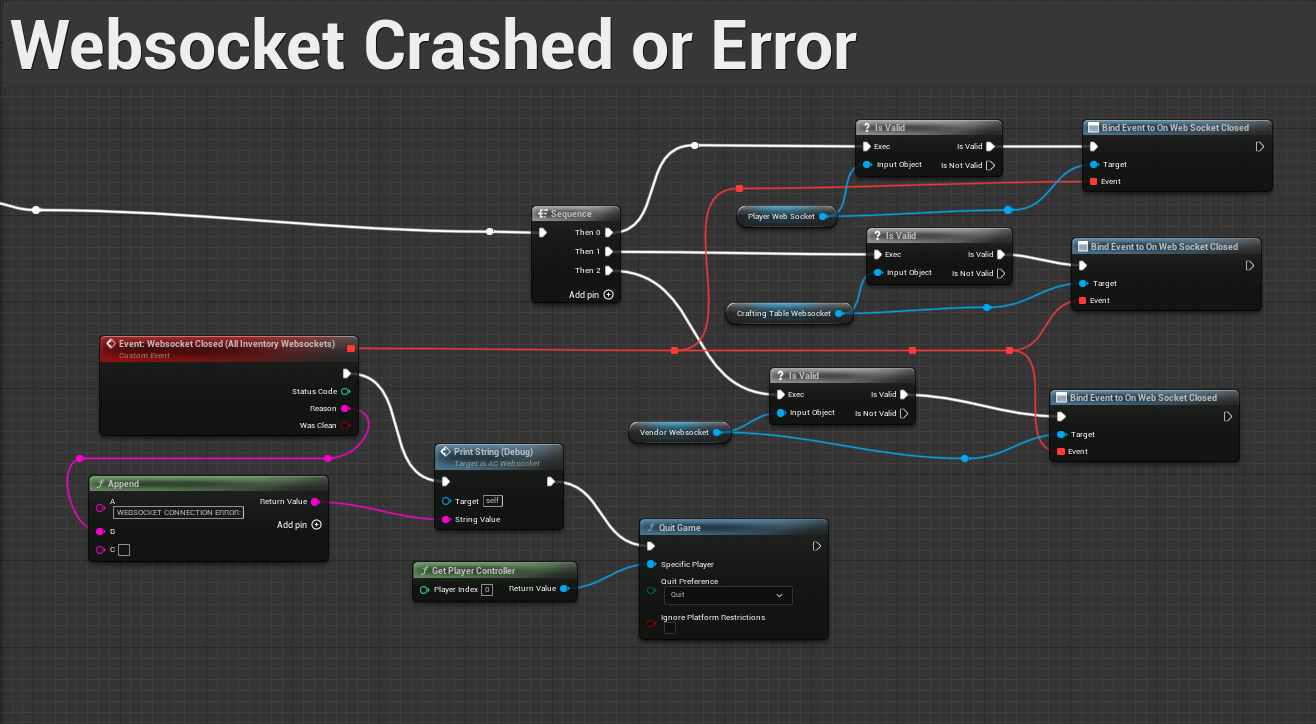 Websocket Crashed or Error
? Is Valid
Exec
Is Valid
Input Object
Is Not Valid
Bind Event to On Web Socket Closed
Target
Event
Player Web Socket
Sequence
Then 0
Then 1
Then 2
Add pin
? Is Valid
Exec
Is Valid
Input Object
Is Not Valid
Bind Event to On Web Socket Closed
Target
Event
Crafting Table Websocket
Event: Websocket Closed (All Inventory Websockets)
Custom Event
Status Code
Reason
Was Clean
? Is Valid
Exec
Is Valid
Input Object
Is Not Valid
Bind Event to On Web Socket Closed
Target
Event
Vendor Websocket
Print String (Debug)
Target is AC Websocket
Target self
String Value
f Append
A
WEBSOCKET CONNECTION ERROR:
Return Value
Add pin
B
C
f Get Player Controller
Player Index 0
Return Value
f Quit Game
Specific Player
Quit Preference
Quit
Ignore Platform Restrictions